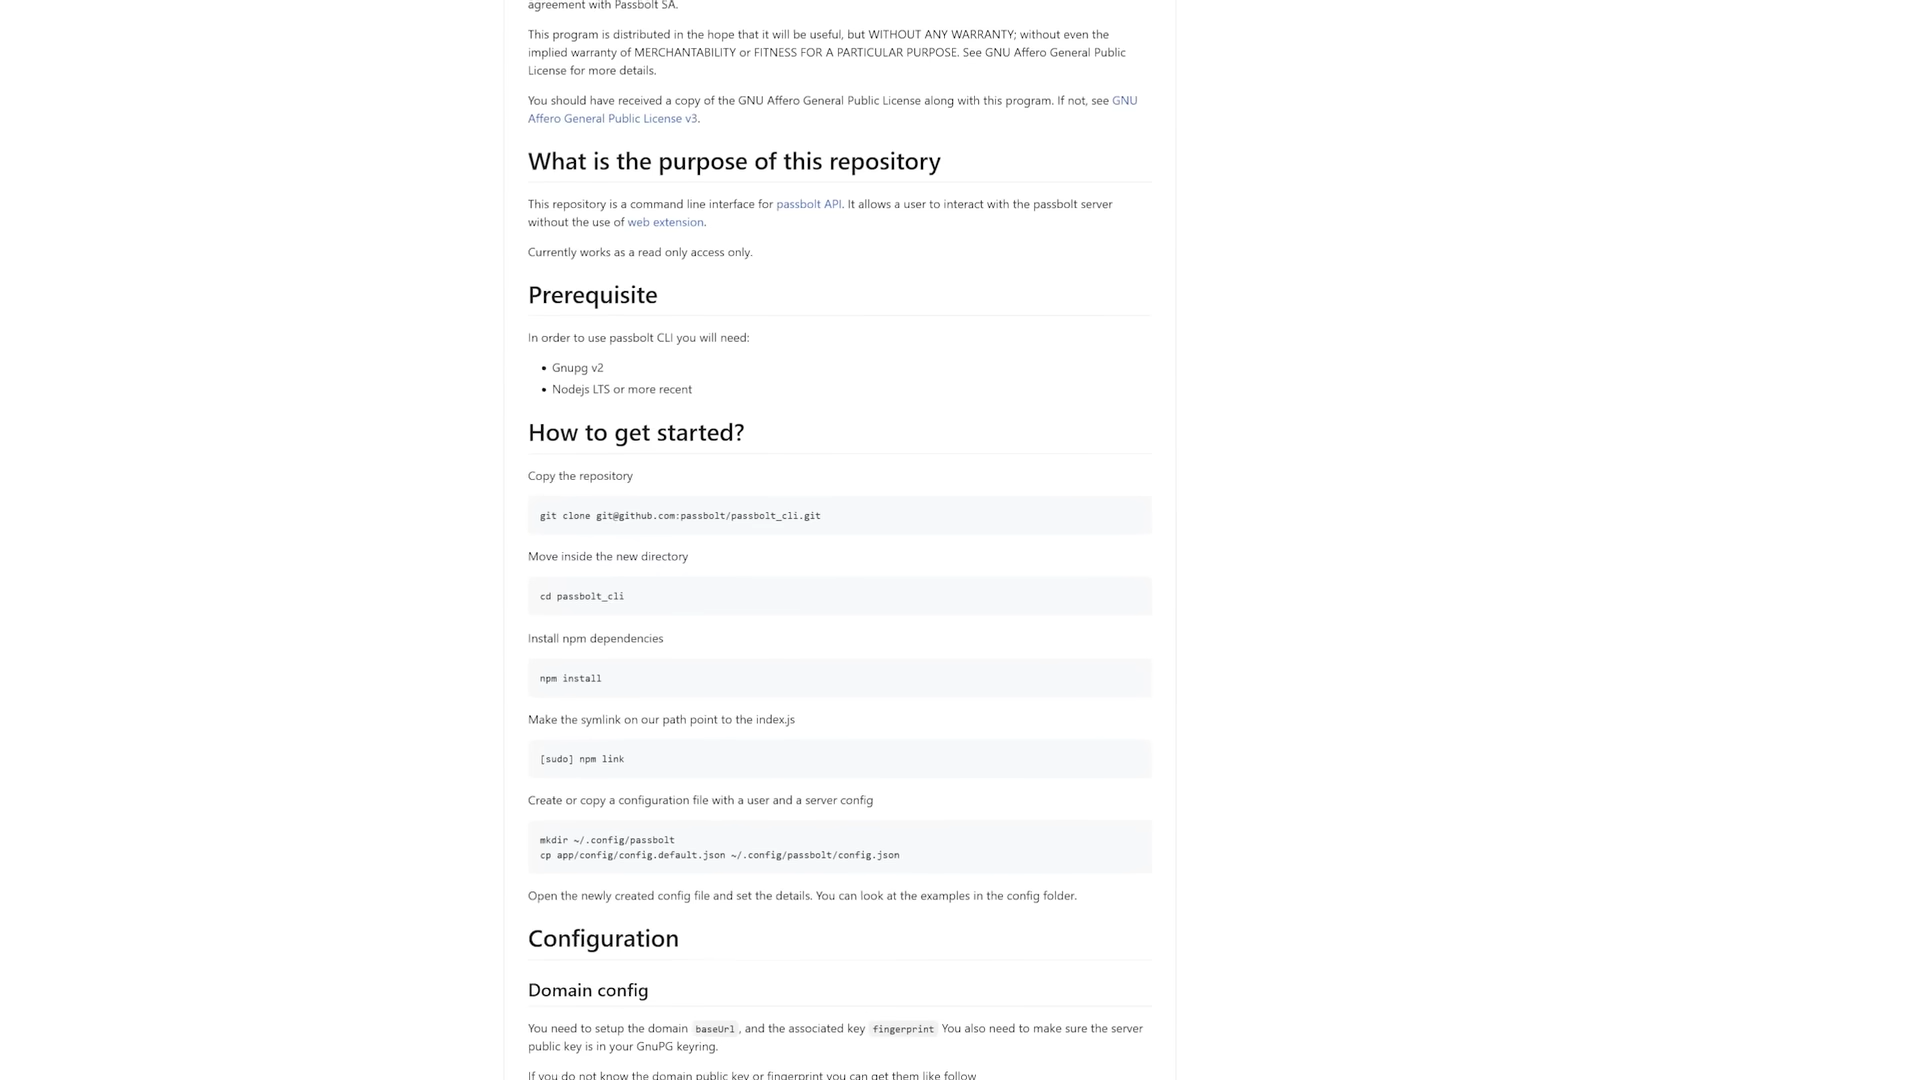 agreement with Passbolt SA.
This program is distributed in the hope that it will be useful, but WITHOUT ANY WARRANTY; without even the
implied warranty of MERCHANTABILITY or FITNESS FOR A PARTICULAR PURPOSE. See GNU Affero General Public
License for more details.
You should have received a copy of the GNU Affero General Public License along with this program. If not, see GNU
Affero General Public License v3.
What is the purpose of this repository
This repository is a command line interface for passbolt API. It allows a user to interact with the passbolt server
without the use of web extension.
Currently works as a read only access only.
Prerequisite
In order to use passbolt CLI you will need:
• Gnupg v2
• Nodejs LTS or more recent
How to get started?
Copy the repository
git clone git@github.com:passbolt/passbolt_cli.git
Move inside the new directory
cd passbolt_cli
Install npm dependencies
npm install
Make the symlink on our path point to the index.js
[sudo] npm link
Create or copy a configuration file with a user and a server config
mkdir ~/.config/passbolt
cp app/config/config.default.json ~/.config/passbolt/config.json
Open the newly created config file and set the details. You can look at the examples in the config folder.
Configuration
Domain config
You need to setup the domain baseUrl, and the associated key fingerprint You also need to make sure the server
public key is in your GnuPG keyring.
If you do not know the domain public key or fingerprint you can get them like follow